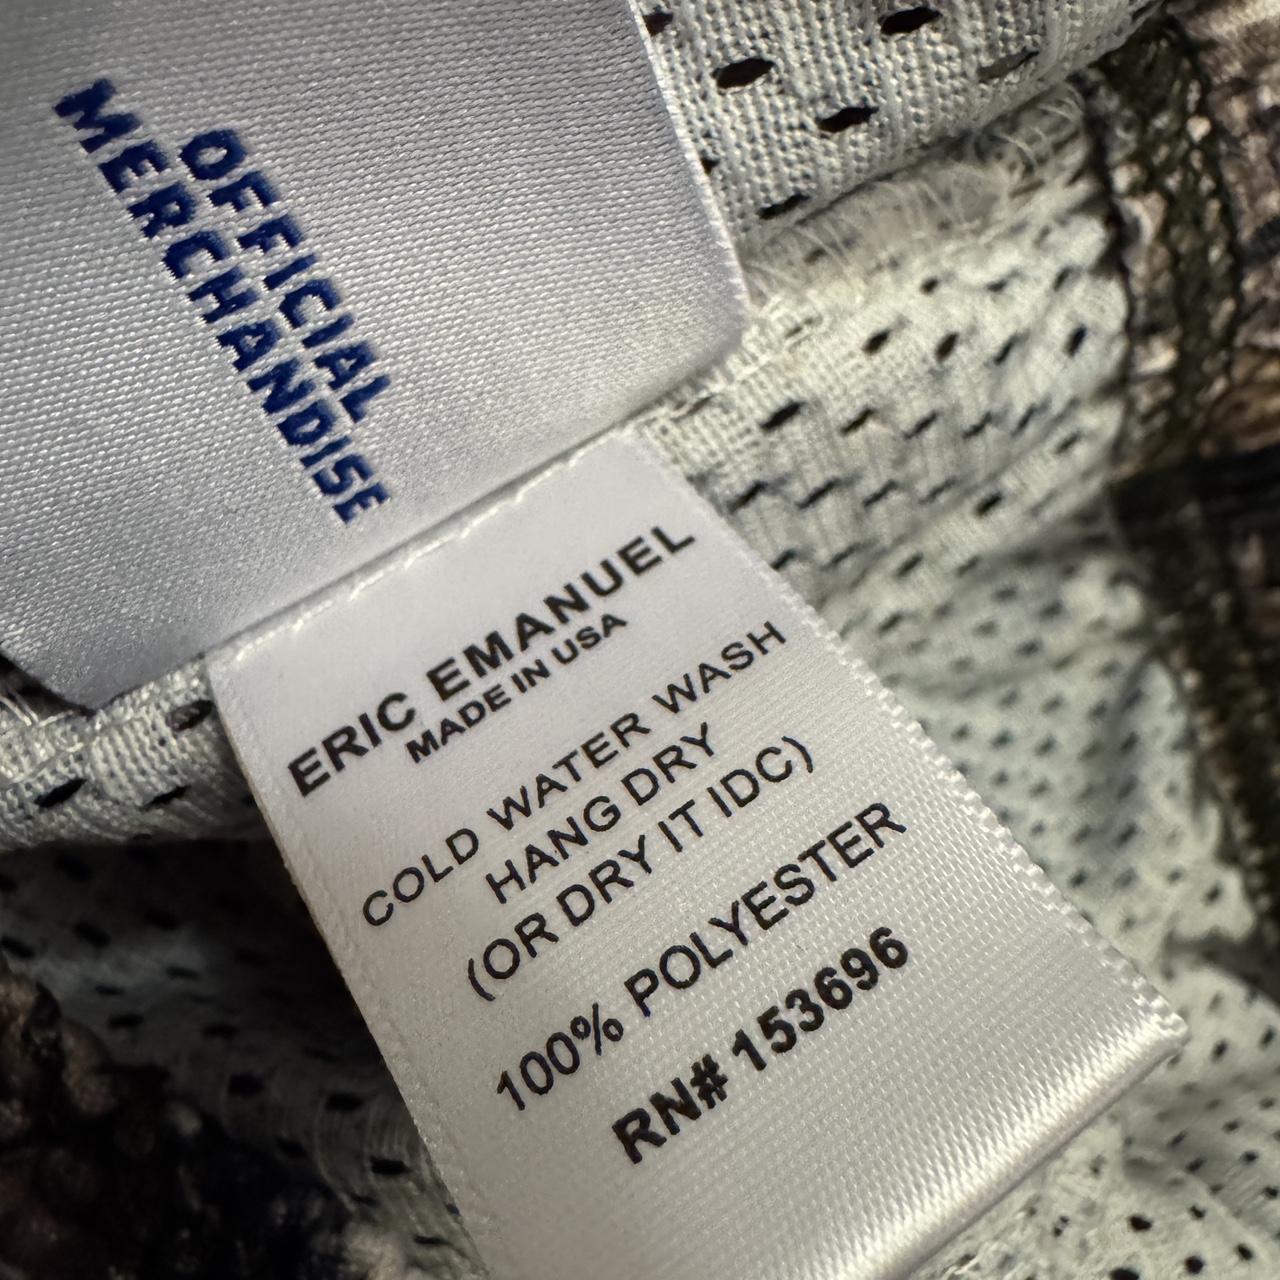 OFFICIAL
MERCHANDISE
ERIC EMANUEL
MADE IN USA
COLD WATER WASH
HANG DRY
(OR DRY IT IDC)
100% POLYESTER
RN# 153696